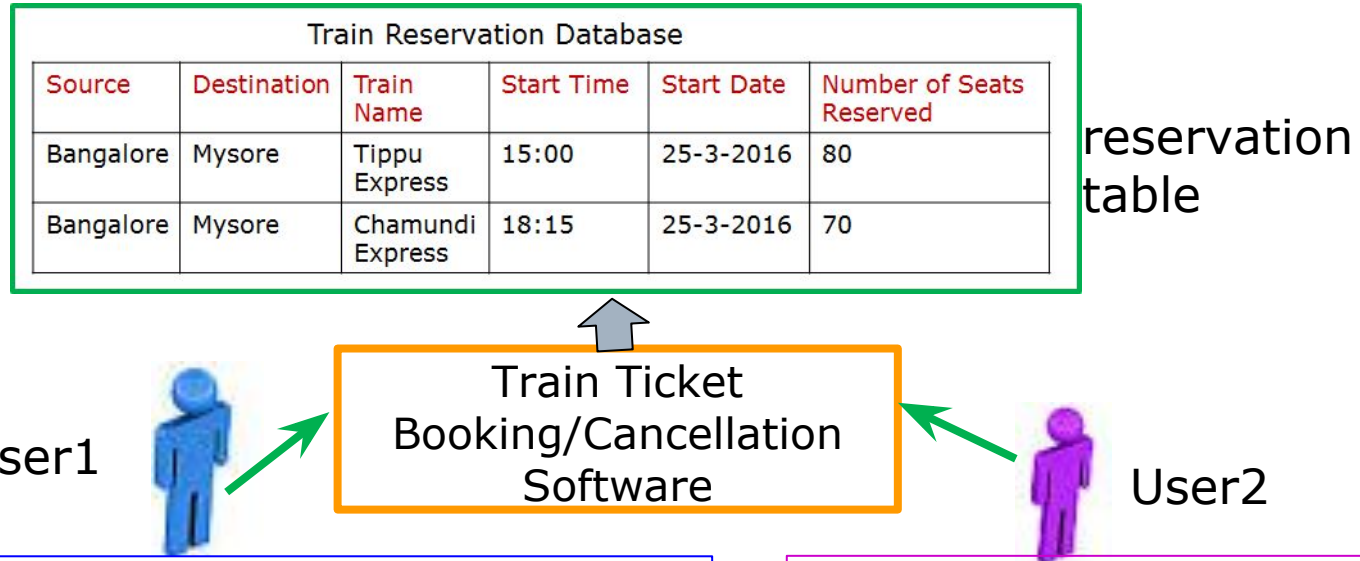 Train Reservation Database
Source Destination Train Name Start Time Start Date Number of Seats Reserved
Bangalore Mysore Tippu Express 15:00 25-3-2016 80
Bangalore Mysore Chamundi Express 18:15 25-3-2016 70
reservation
table
Train Ticket
Booking/Cancellation
Software
ser1
User2